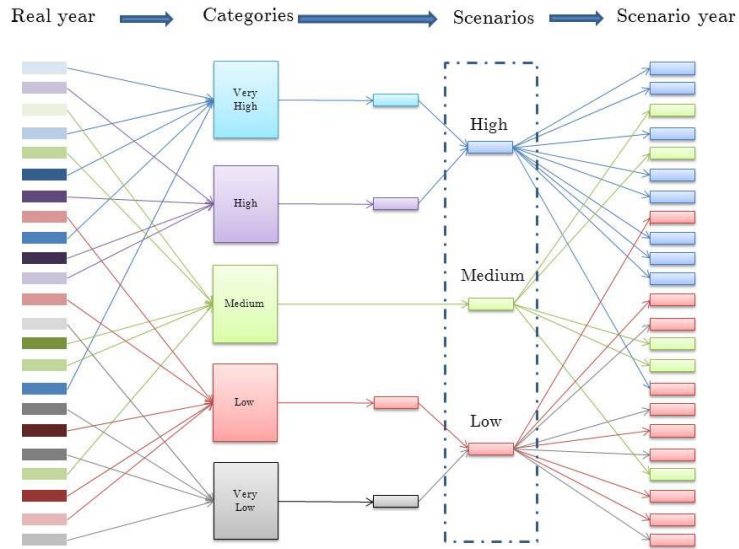 Real year
Categories
Scenarios
Scenario year
Very
High
High
High
Medium
Medium
Low
Low
Very
Low